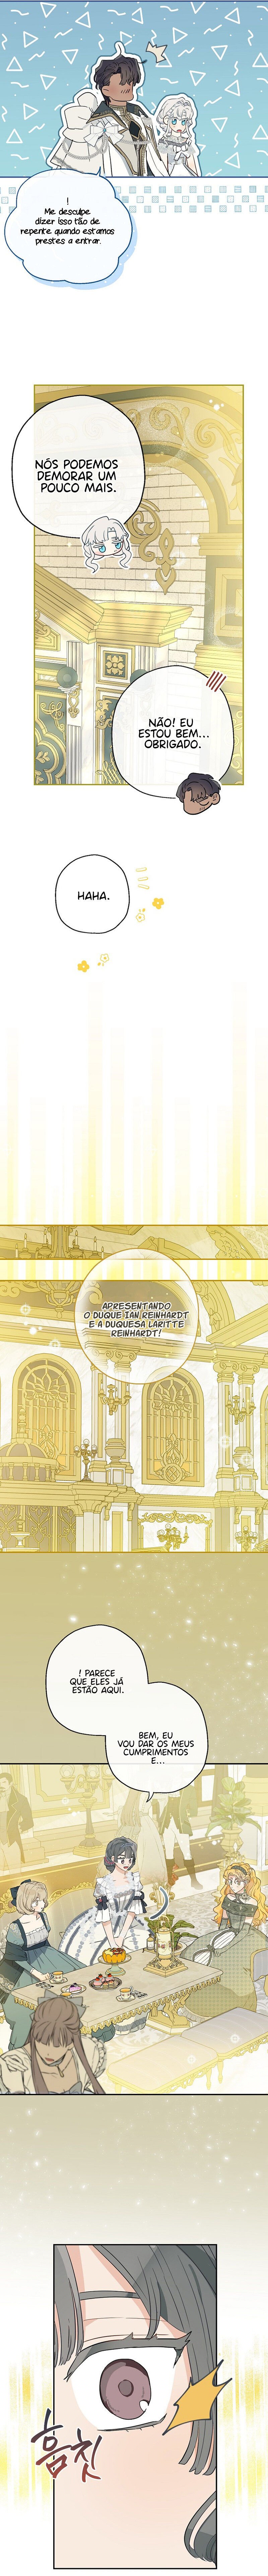 !
Me desculpe
dizer isso tão de
repente quando estamos
prestes a entrar.
NÓS PODEMOS
DEMORAR UM
POUCO MAIS.
NÃO! EU
ESTOU BEM...
OBRIGADO.
HAHA.
APRESENTANDO
O DUQUE IAN REINHARDT
E A DUQUESA LARITTE
REINHARDT!
! PARECE
QUE ELES JÁ
ESTÃO AQUI.
BEM, EU
VOU DAR OS MEUS
CUMPRIMENTOS
E...
흠칫